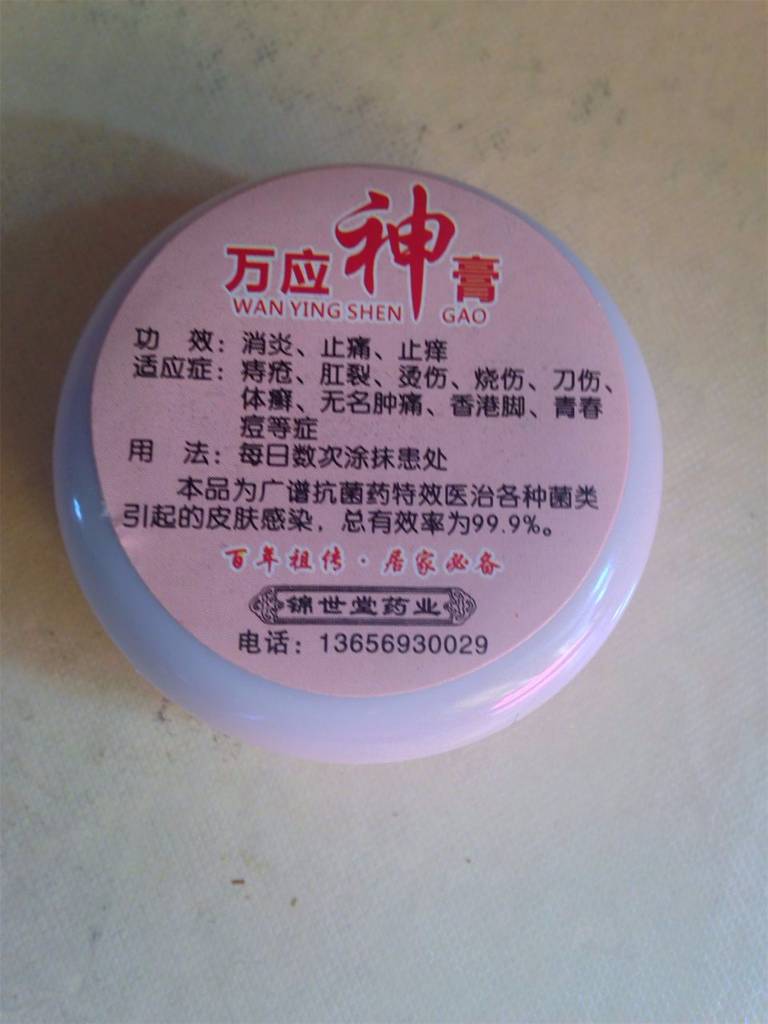 万应神膏
WAN YING SHEN GAO
功 效：消炎、止痛、止痒
适应症：痔疮、肛裂、烫伤、烧伤、刀伤、
体癣、无名肿痛、香港脚、青春
痘等症
用 法：每日数次涂抹患处
本品为广谱抗菌药特效医治各种菌类
引起的皮肤感染，总有效率为99.9%。
百年祖传·居家必备
锦世堂药业
电话：13656930029